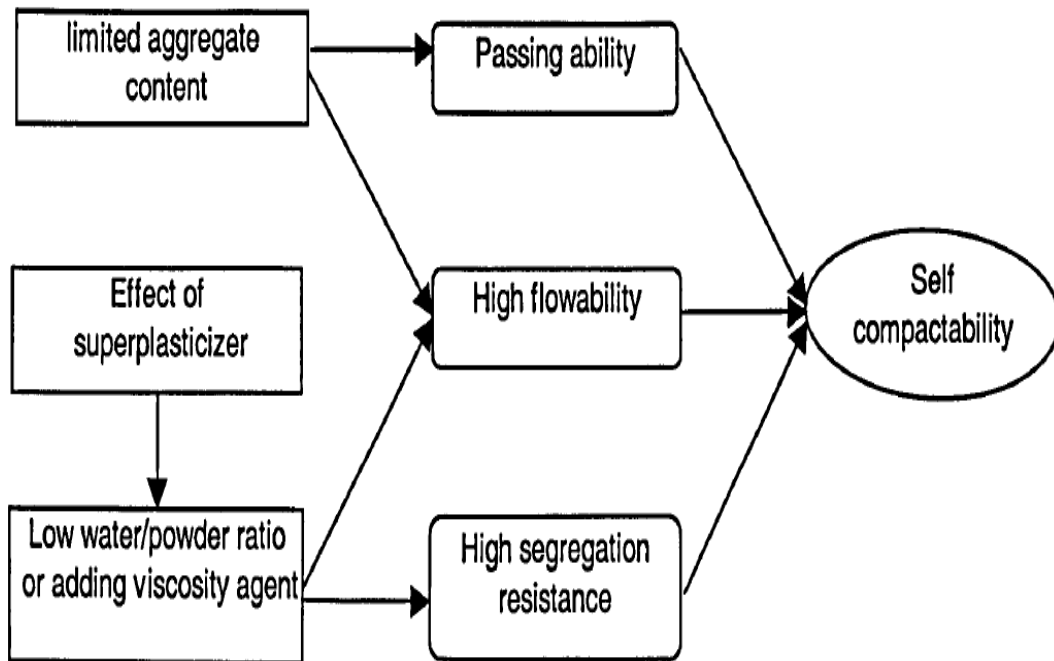 limited aggregate
content
Passing ability
Effect of
superplasticizer
High flowability
Self
compactability
Low water/powder ratio
or adding viscosity agent
High segregation
resistance